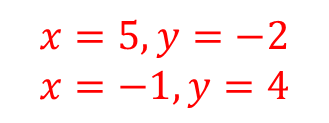 x = 5, y = −2
x = −1, y = 4